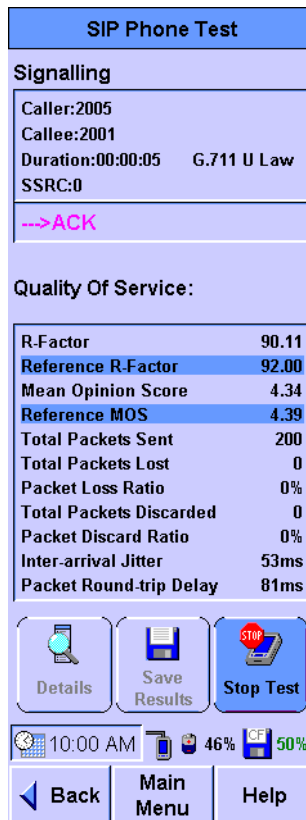 SIP Phone Test
Signalling
Caller:2005
Callee:2001
Duration:00:00:05 G.711 U Law
SSRC:0
--->ACK
Quality Of Service:
R-Factor 90.11
Reference R-Factor 92.00
Mean Opinion Score 4.34
Reference MOS 4.39
Total Packets Sent 200
Total Packets Lost 0
Packet Loss Ratio 0%
Total Packets Discarded 0
Packet Discard Ratio 0%
Inter-arrival Jitter 53ms
Packet Round-trip Delay 81ms
STOP
Details
Save
Results
Stop Test
10:00 AM 46% CF 50%
Back
Main
Menu
Help